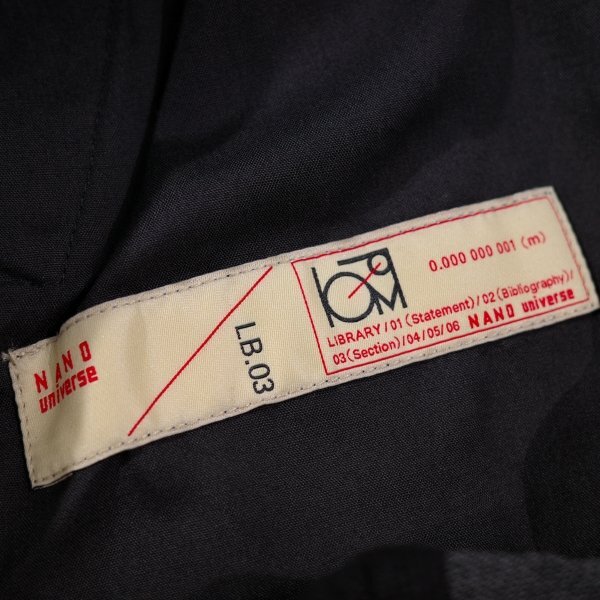 NANO
universe
LB.03
0.000 000 001 (m)
LIBRARY/01(Statement)/02(Bibliography)/
03(Section)/04/05/06 NANO universe